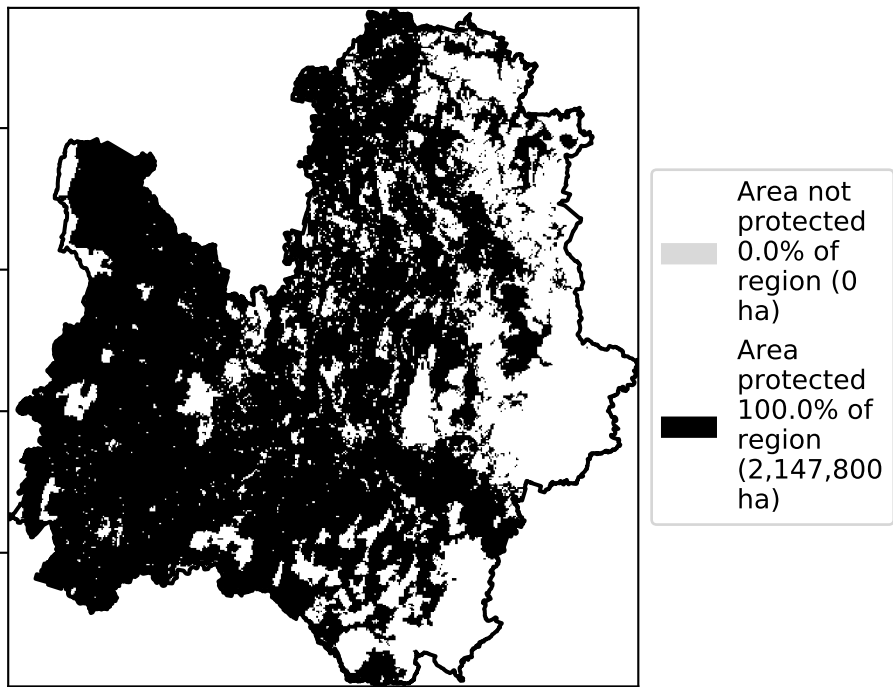 Area not
protected
0.0% of
region (0
ha)
Area
protected
100.0% of
region
(2,147,800
ha)